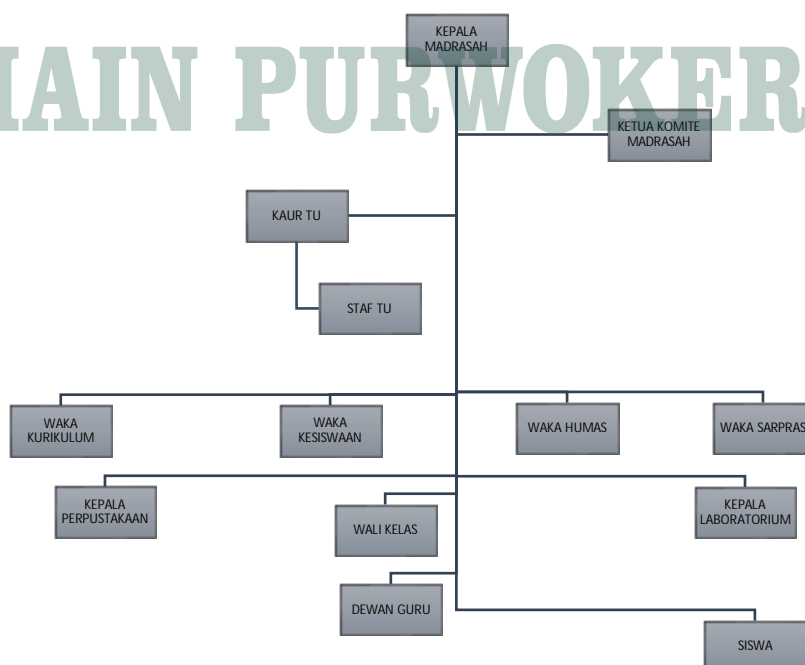 KEPALA
MADRASAH
IAIN PURWOKER
KETUA KOMITE
MADRASAH
KAUR TU
STAF TU
WAKA
KURIKULUM
WAKA
KESISWAAN
WAKA HUMAS
WAKA SARPRAS
KEPALA
PERPUSTAKAAN
WALI KELAS
KEPALA
LABORATORIUM
DEWAN GURU
SISWA